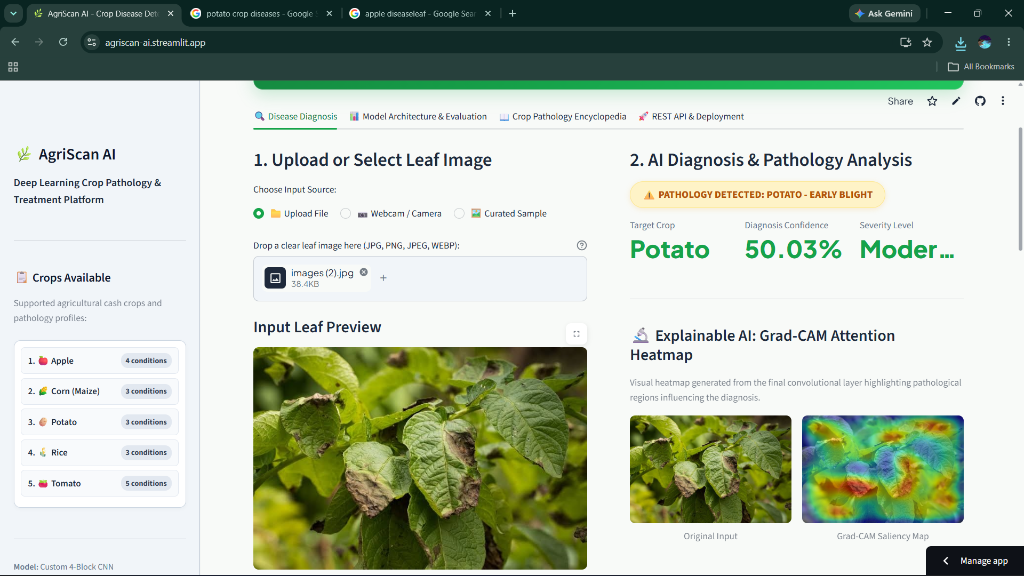 AgriScan AI - Crop Disease Det
potato crop diseases - Google
apple diseaseleaf - Google Sea
Ask Gemini
agriscan-ai.streamlit.app
All Bookmarks
Share
AgriScan AI
Deep Learning Crop Pathology &
Treatment Platform
Crops Available
Supported agricultural cash crops and
pathology profiles:
1. Apple 4 conditions
2. Corn (Maize) 3 conditions
3. Potato 3 conditions
4. Rice 3 conditions
5. Tomato 5 conditions
Model: Custom 4-Block CNN
Disease Diagnosis
Model Architecture & Evaluation
Crop Pathology Encyclopedia
REST API & Deployment
1. Upload or Select Leaf Image
Choose Input Source:
Upload File
Webcam / Camera
Curated Sample
Drop a clear leaf image here (JPG, PNG, JPEG, WEBP):
images (2).jpg
38.4KB
Input Leaf Preview
2. AI Diagnosis & Pathology Analysis
PATHOLOGY DETECTED: POTATO - EARLY BLIGHT
Target Crop
Potato
Diagnosis Confidence
50.03%
Severity Level
Moder...
Explainable AI: Grad-CAM Attention
Heatmap
Visual heatmap generated from the final convolutional layer highlighting pathological
regions influencing the diagnosis.
Original Input
Grad-CAM Saliency Map
Manage app